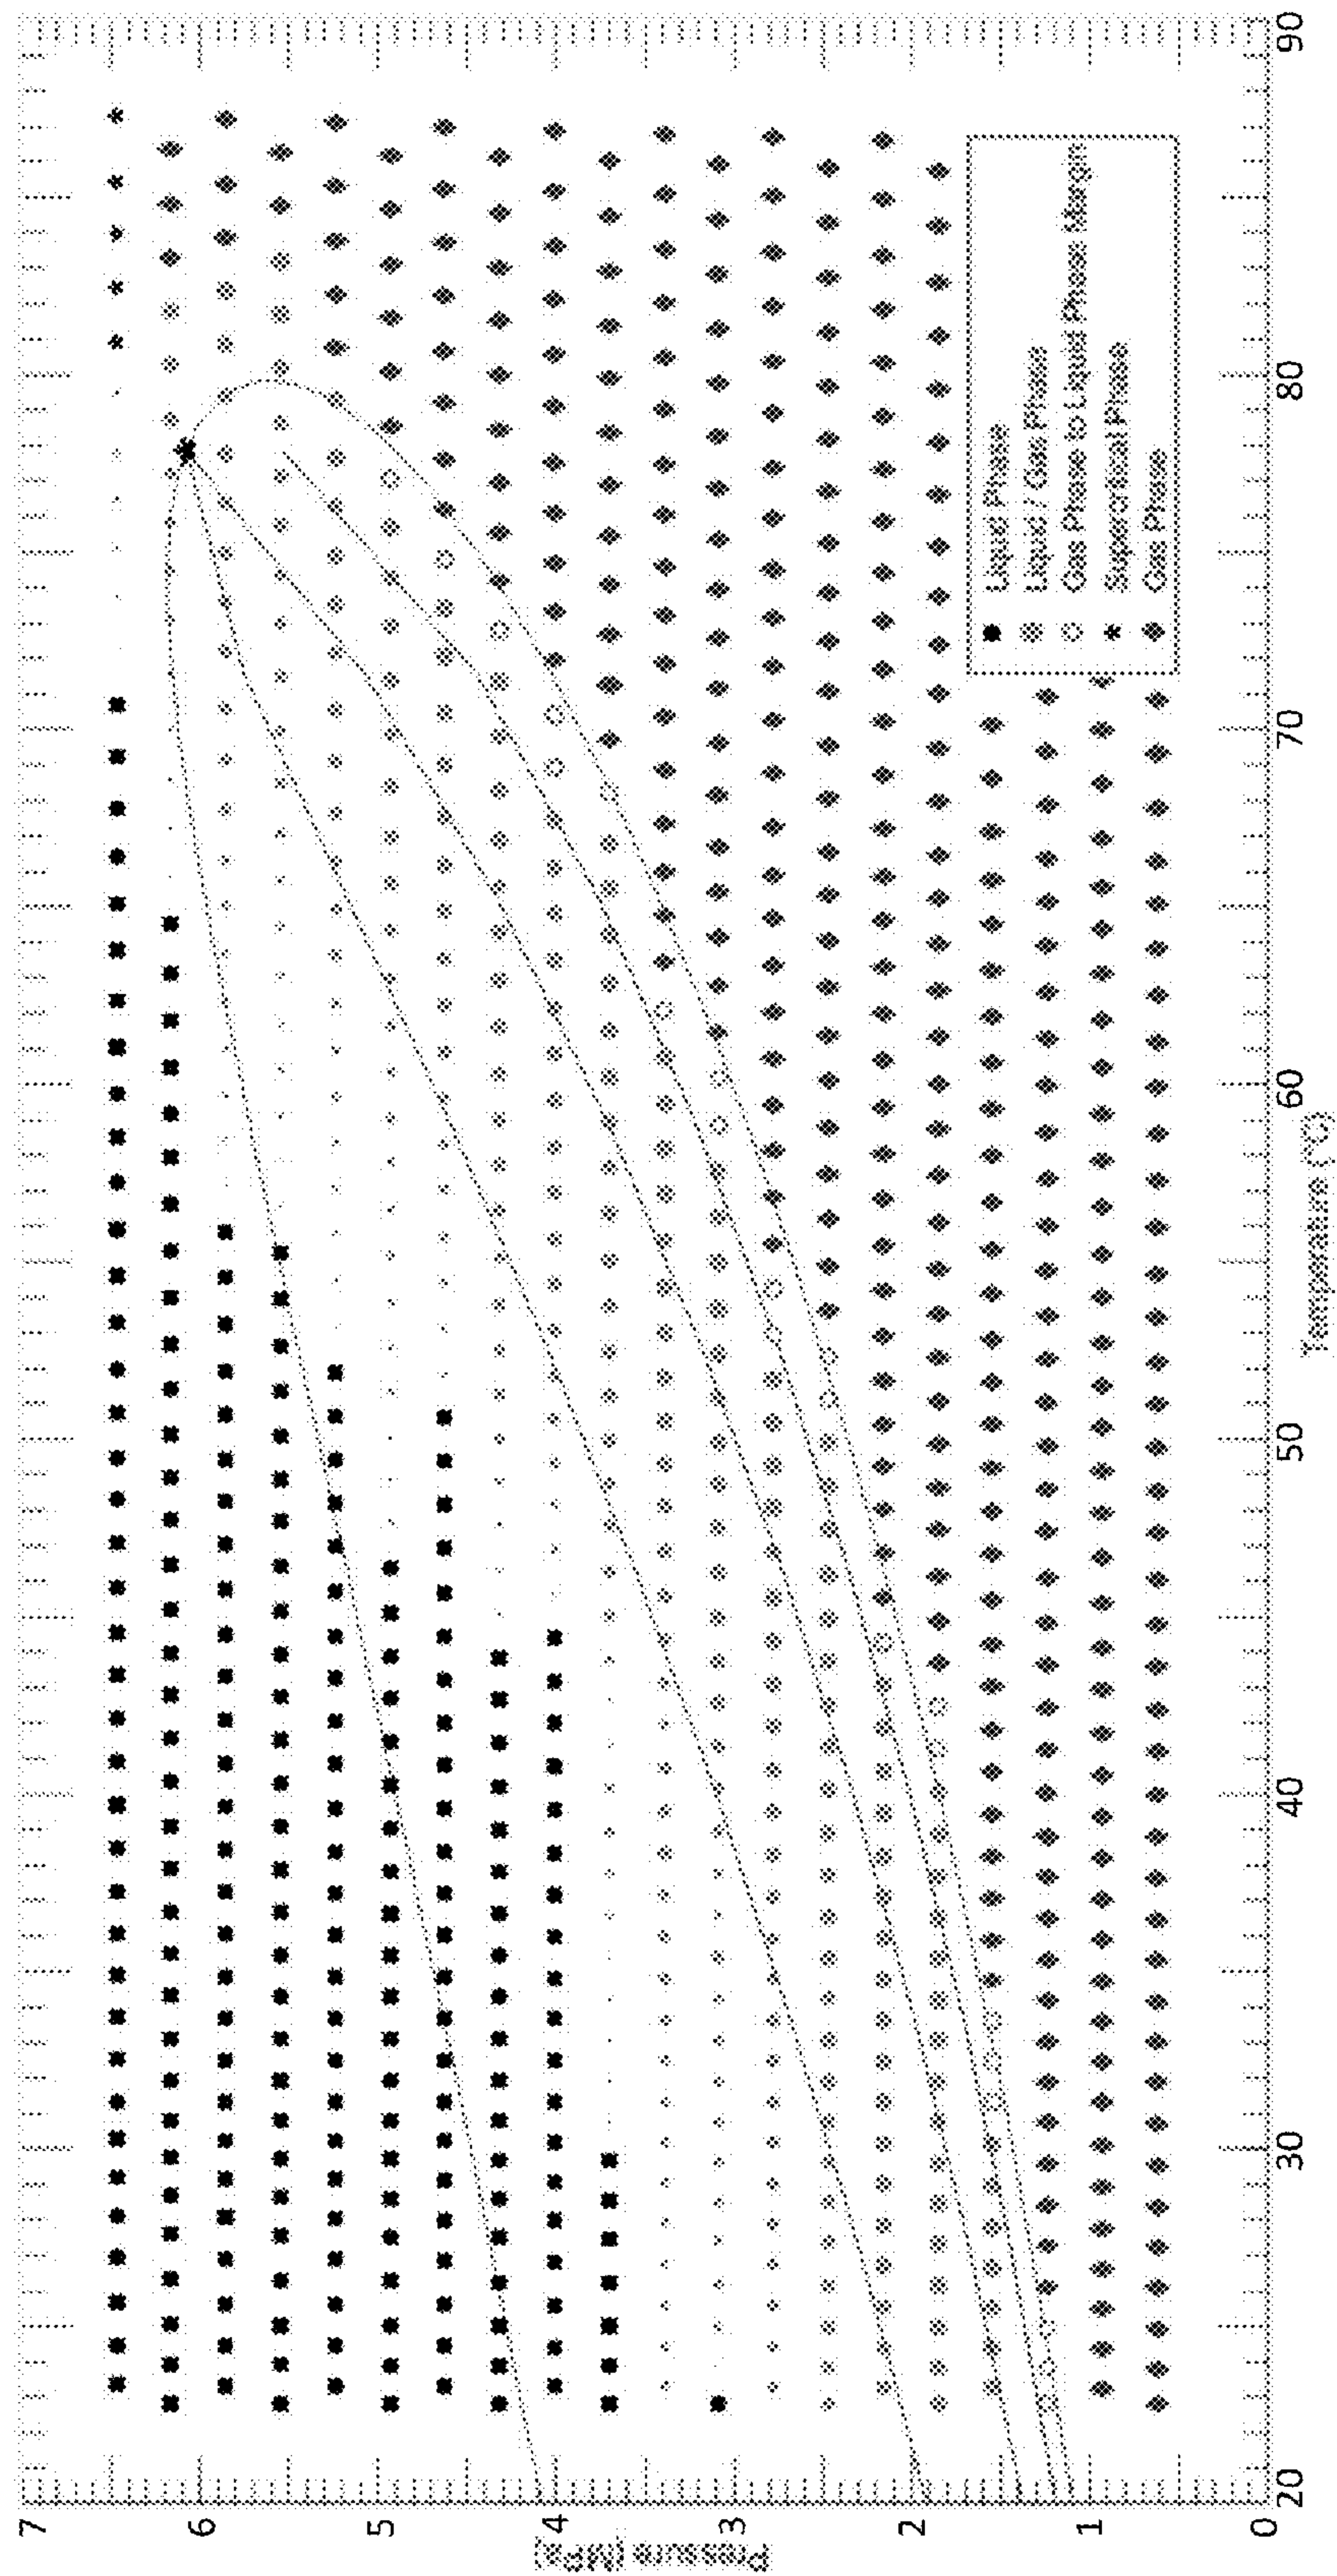 7
6
5
4
3
2
1
0
Pressure [MPa]
20
30
40
50
60
70
80
90
Temperature [°C]
Liquid Phase
Liquid / Gas Phase
Gas Phase to Liquid Phase Margin
Supercritical Phase
Gas Phase